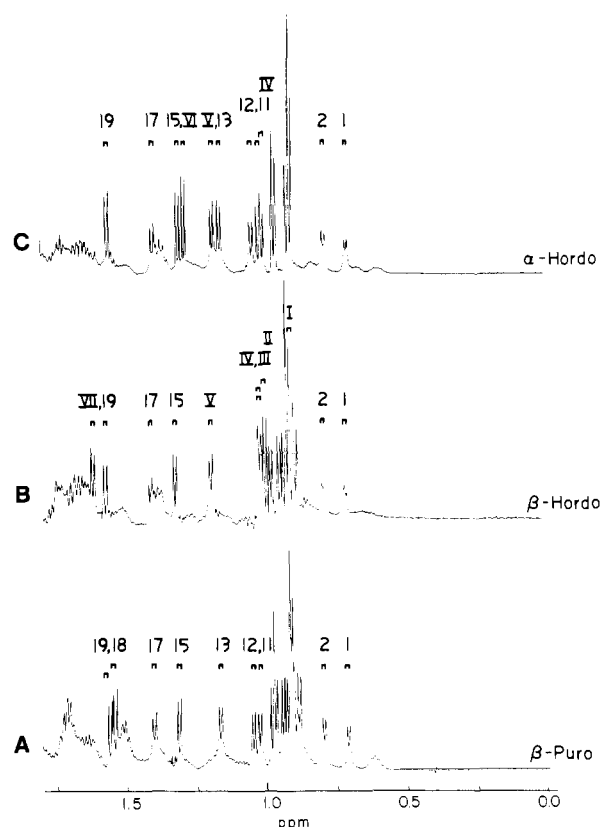 IV
12,11
19 17 15,VI V,13 2 1
C
α-Hordo
I
II
IV,III
VII,19 17 15 V 2 1
B
β-Hordo
19,18 17 15 13 12,11 2 1
A
β-Puro
1.5 1.0 0.5 0.0
ppm